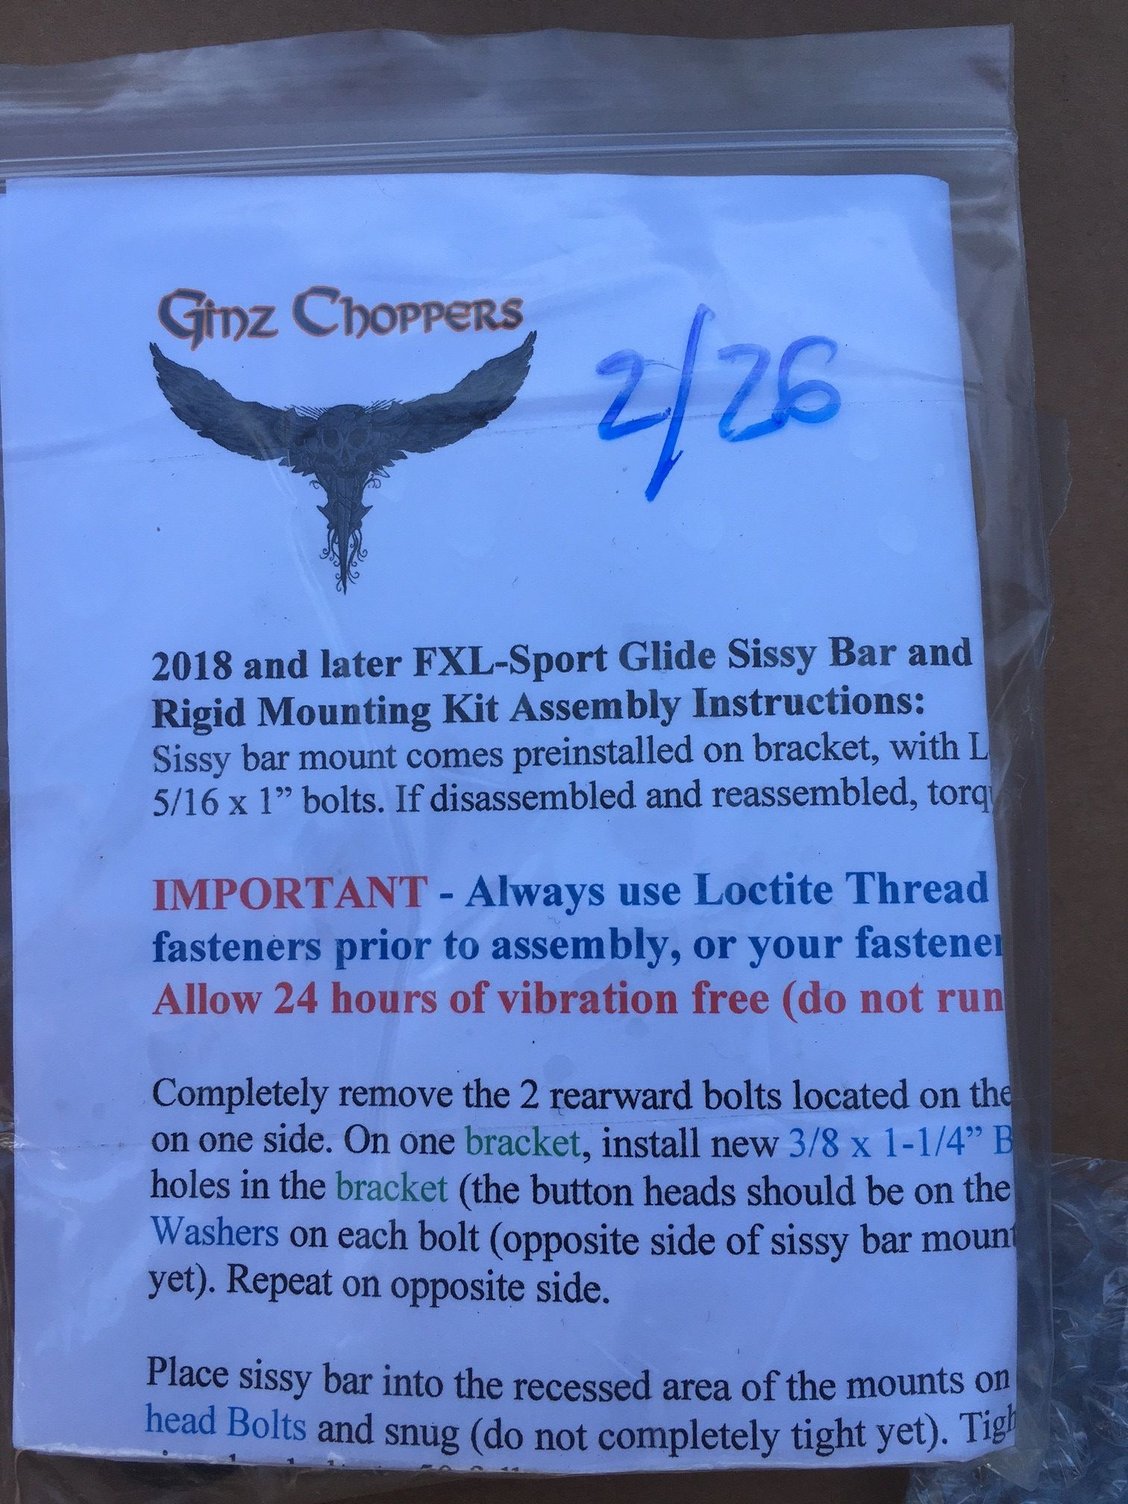 Ginz Choppers
2/26
2018 and later FXL-Sport Glide Sissy Bar and
Rigid Mounting Kit Assembly Instructions:
Sissy bar mount comes preinstalled on bracket, with L
5/16 x 1” bolts. If disassembled and reassembled, torq
IMPORTANT - Always use Loctite Thread
fasteners prior to assembly, or your fastener
Allow 24 hours of vibration free (do not run
Completely remove the 2 rearward bolts located on the
on one side. On one bracket, install new 3/8 x 1-1/4” B
holes in the bracket (the button heads should be on the
Washers on each bolt (opposite side of sissy bar mount
yet). Repeat on opposite side.
Place sissy bar into the recessed area of the mounts on
head Bolts and snug (do not completely tight yet). Tigh